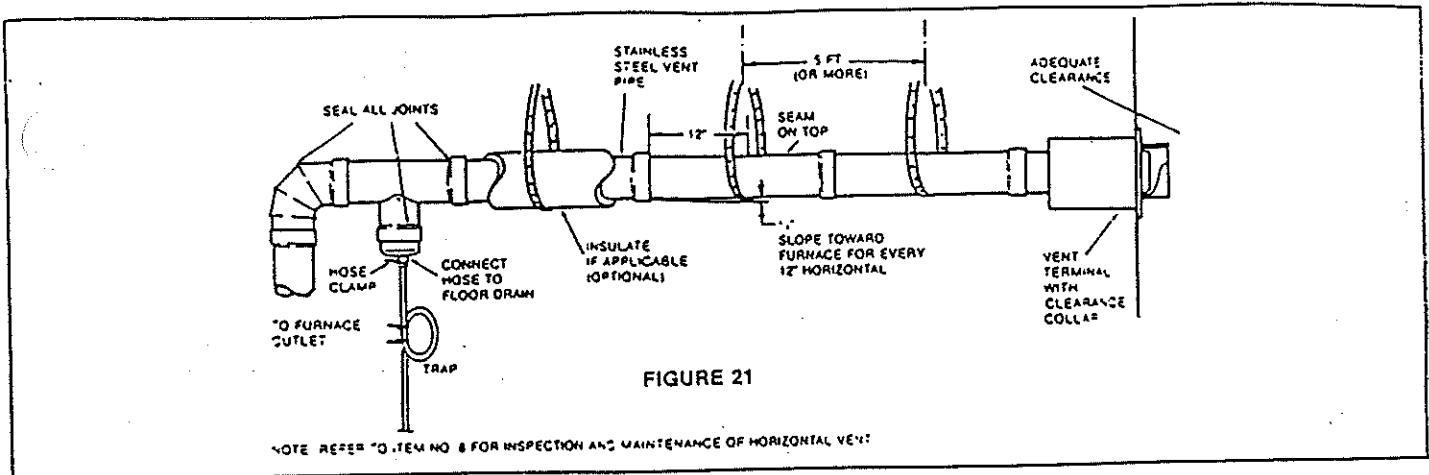 STAINLESS
STEEL VENT
PIPE
5 FT
(OR MORE)
ADEQUATE
CLEARANCE
SEAL ALL JOINTS
12"
SEAM
ON TOP
INSULATE
IF APPLICABLE
(OPTIONAL)
SLOPE TOWARD
FURNACE FOR EVERY
12" HORIZONTAL
HOSE
CLAMP
CONNECT
HOSE TO
FLOOR DRAIN
VENT
TERMINAL
WITH
CLEARANCE
COLLAR
TO FURNACE
OUTLET
TRAP
FIGURE 21
NOTE REFER TO ITEM NO 8 FOR INSPECTION AND MAINTENANCE OF HORIZONTAL VENT